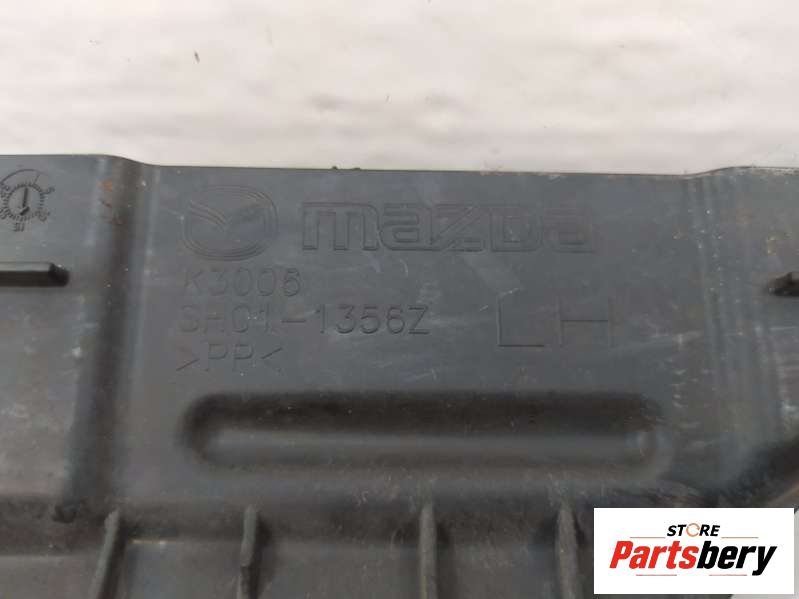 mazda
K3006
SH01-1356Z
LH
>PP<
STORE
Partsbery